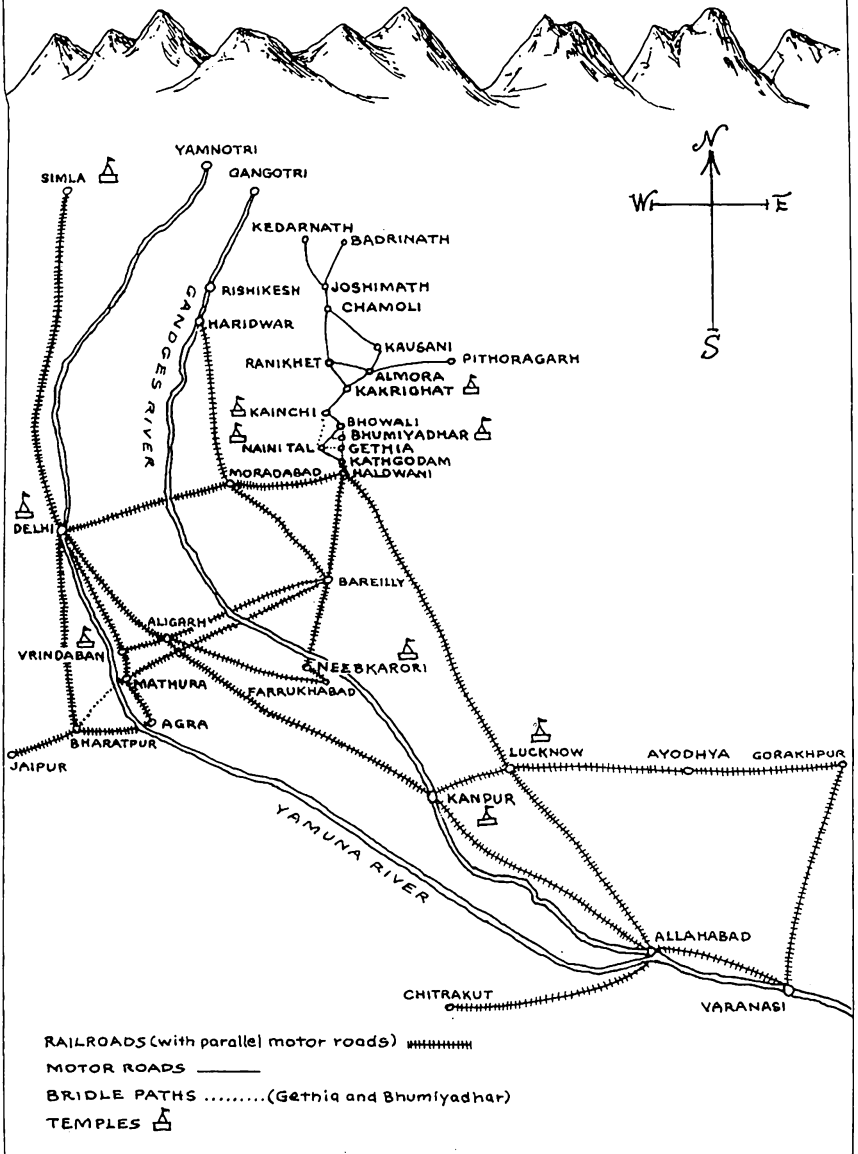 YAMNOTRI
SIMLA
GANGOTRI
N
W E
S
KEDARNATH
BADRINATH
RISHIKESH
JOSHIMATH
CHAMOLI
GANDGES RIVER
HARIDWAR
KAUGANI
RANIKHET
PITHORAGARH
ALMORA
KAKRIGHAT
KAINCHI
BHOWALI
BHUMIYADHAR
NAINI TAL
GETHIA
KATHGODAM
MORADABAD
HALDWANI
DELHI
BAREILLY
ALIGARH
VRINDABAN
NEEBKARORI
MATHURA
FARRUKHABAD
AGRA
BHARATPUR
JAIPUR
LUCKNOW
AYODHYA
GORAKHPUR
KANPUR
YAMUNA RIVER
ALLAHABAD
CHITRAKUT
VARANASI
RAILROADS (with parallel motor roads)
MOTOR ROADS
BRIDLE PATHS .........(Gethia and Bhumiyadhar)
TEMPLES